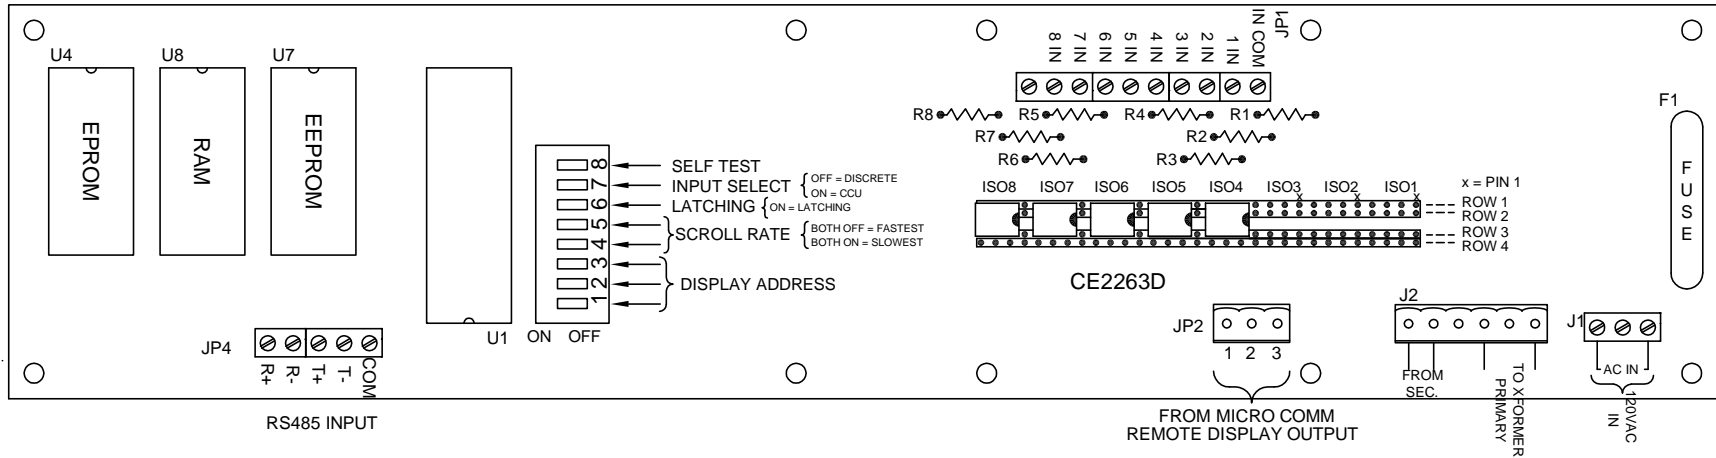 U4
U8
U7
EPROM
RAM
EEPROM
U1
8
7
6
5
4
3
2
1
ON
OFF
SELF TEST
INPUT SELECT
OFF = DISCRETE
ON = CCU
LATCHING
ON = LATCHING
SCROLL RATE
BOTH OFF = FASTEST
BOTH ON = SLOWEST
DISPLAY ADDRESS
JP4
R+
R-
T+
T-
COM
RS485 INPUT
8 IN
7 IN
6 IN
5 IN
4 IN
3 IN
2 IN
1 IN
IN COM
JP1
R8
R5
R4
R1
R7
R2
R6
R3
ISO8
ISO7
ISO6
ISO5
ISO4
ISO3
ISO2
ISO1
x
x
x
x = PIN 1
ROW 1
ROW 2
ROW 3
ROW 4
CE2263D
F1
FUSE
JP2
1 2 3
FROM MICRO COMM
REMOTE DISPLAY OUTPUT
J2
FROM
SEC.
TO XFORMER
PRIMARY
J1
AC IN
120VAC
IN